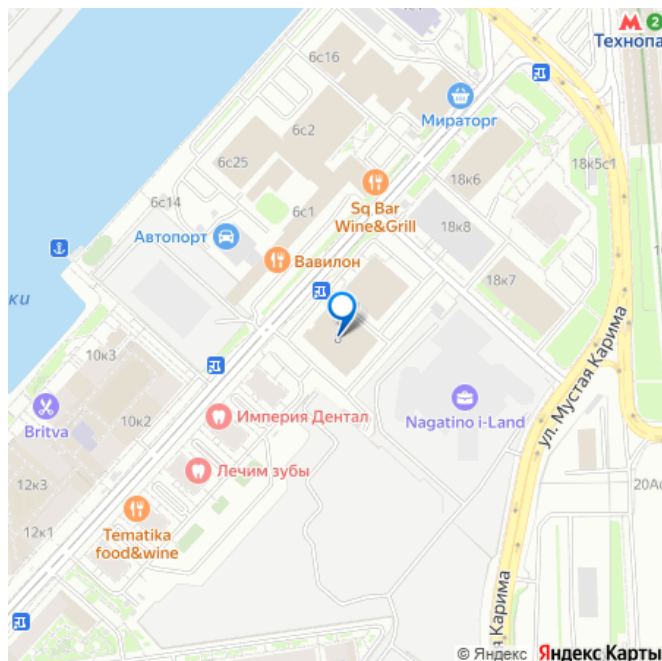 6с16
2
Технопа
Мираторг
6с2
6с25
18к6
18к5с1
6с14
Sq Bar
Wine&Grill
6с1
18к8
Автопорт
Вавилон
18к7
ки
10к3
ул. Мустая Карима
10к2
Империя Дентал
Nagatino i-Land
Britva
Лечим зубы
12к3
20Ас
Tematika
food&wine
12к1
я Карима
© Яндекс Яндекс Карты